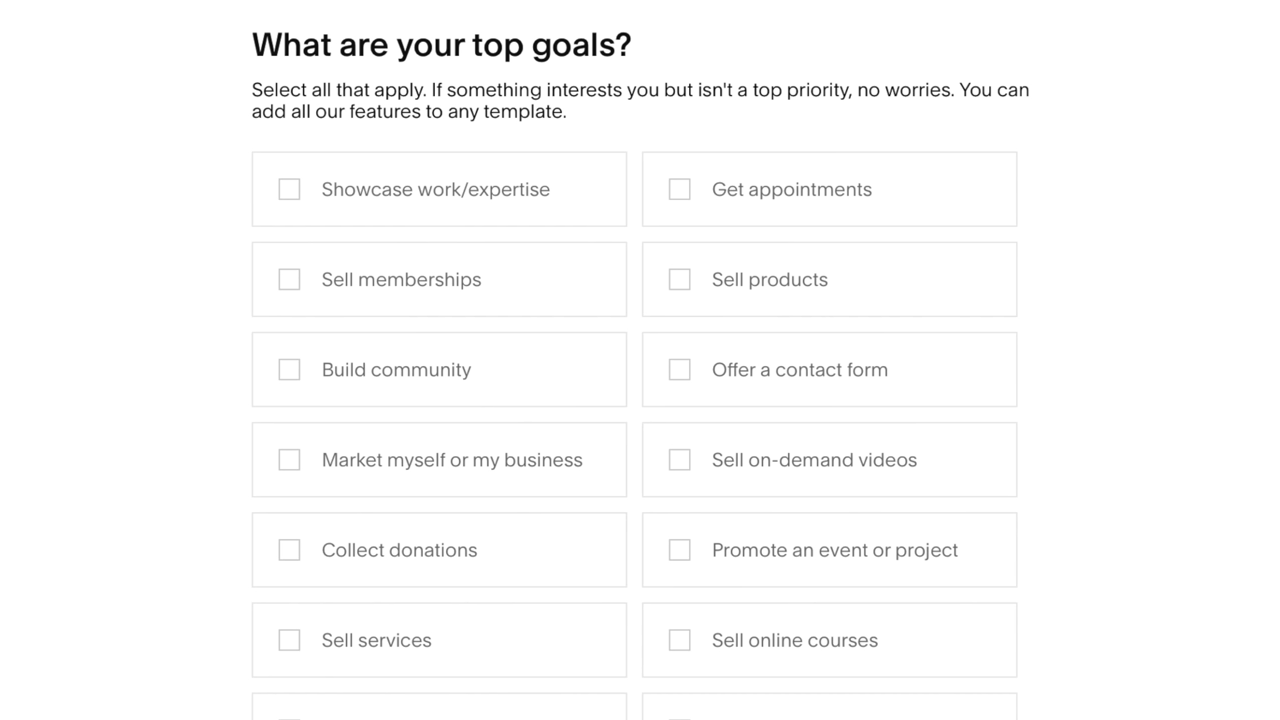 What are your top goals?
Select all that apply. If something interests you but isn't a top priority, no worries. You can
add all our features to any template.
Showcase work/expertise
Get appointments
Sell memberships
Sell products
Build community
Offer a contact form
Market myself or my business
Sell on-demand videos
Collect donations
Promote an event or project
Sell services
Sell online courses